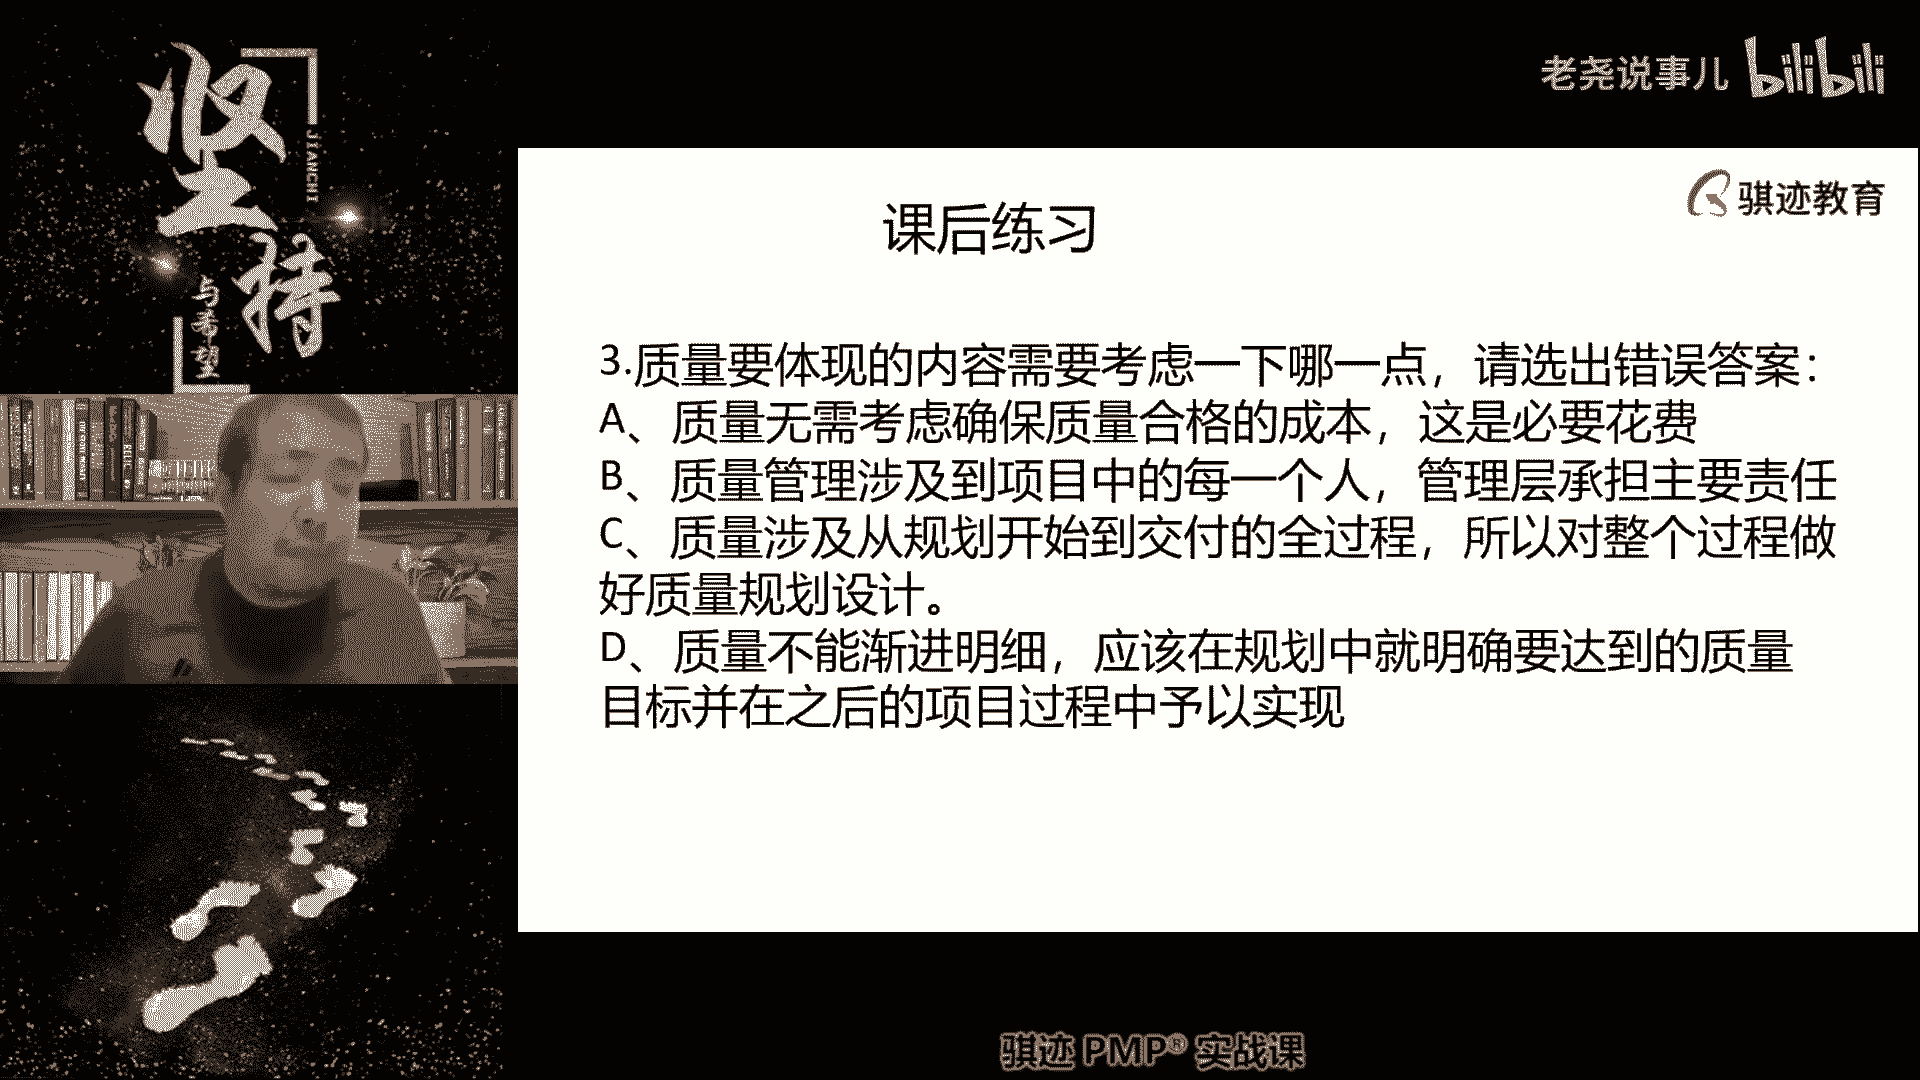 坚持
JIANCHI
与希望
老尧说事儿 bilibili
骐迹教育
课后练习
3.质量要体现的内容需要考虑一下哪一点，请选出错误答案：
A、质量无需考虑确保质量合格的成本，这是必要花费
B、质量管理涉及到项目中的每一个人，管理层承担主要责任
C、质量涉及从规划开始到交付的全过程，所以对整个过程做
好质量规划设计。
D、质量不能渐进明细，应该在规划中就明确要达到的质量
目标并在之后的项目过程中予以实现
骐迹 PMP® 实战课